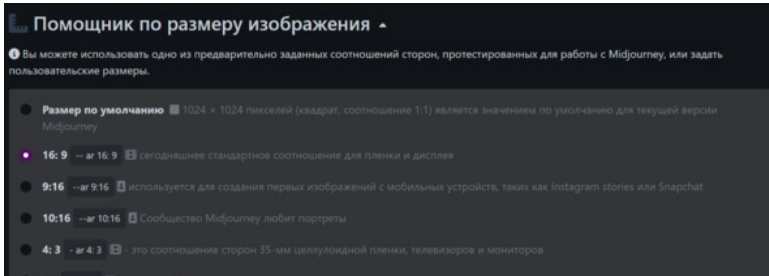 Помощник по размеру изображения
Вы можете использовать одно из предварительно заданных соотношений сторон, протестированных для работы с Midjourney, или задать
пользовательские размеры.
Размер по умолчанию 1024 × 1024 пикселей (квадрат, соотношение 1:1) является значением по умолчанию для текущей версии
Midjourney
16: 9 -- ar 16: 9 сегодняшнее стандартное соотношение для пленки и дисплея
9:16 --ar 9:16 используется для создания первых изображений с мобильных устройств, таких как Instagram stories или Snapchat
10:16 --ar 10:16 Сообщество Midjourney любит портреты
4: 3 - ar 4: 3 - это соотношение сторон 35-мм целлулоидной пленки, телевизоров и мониторов